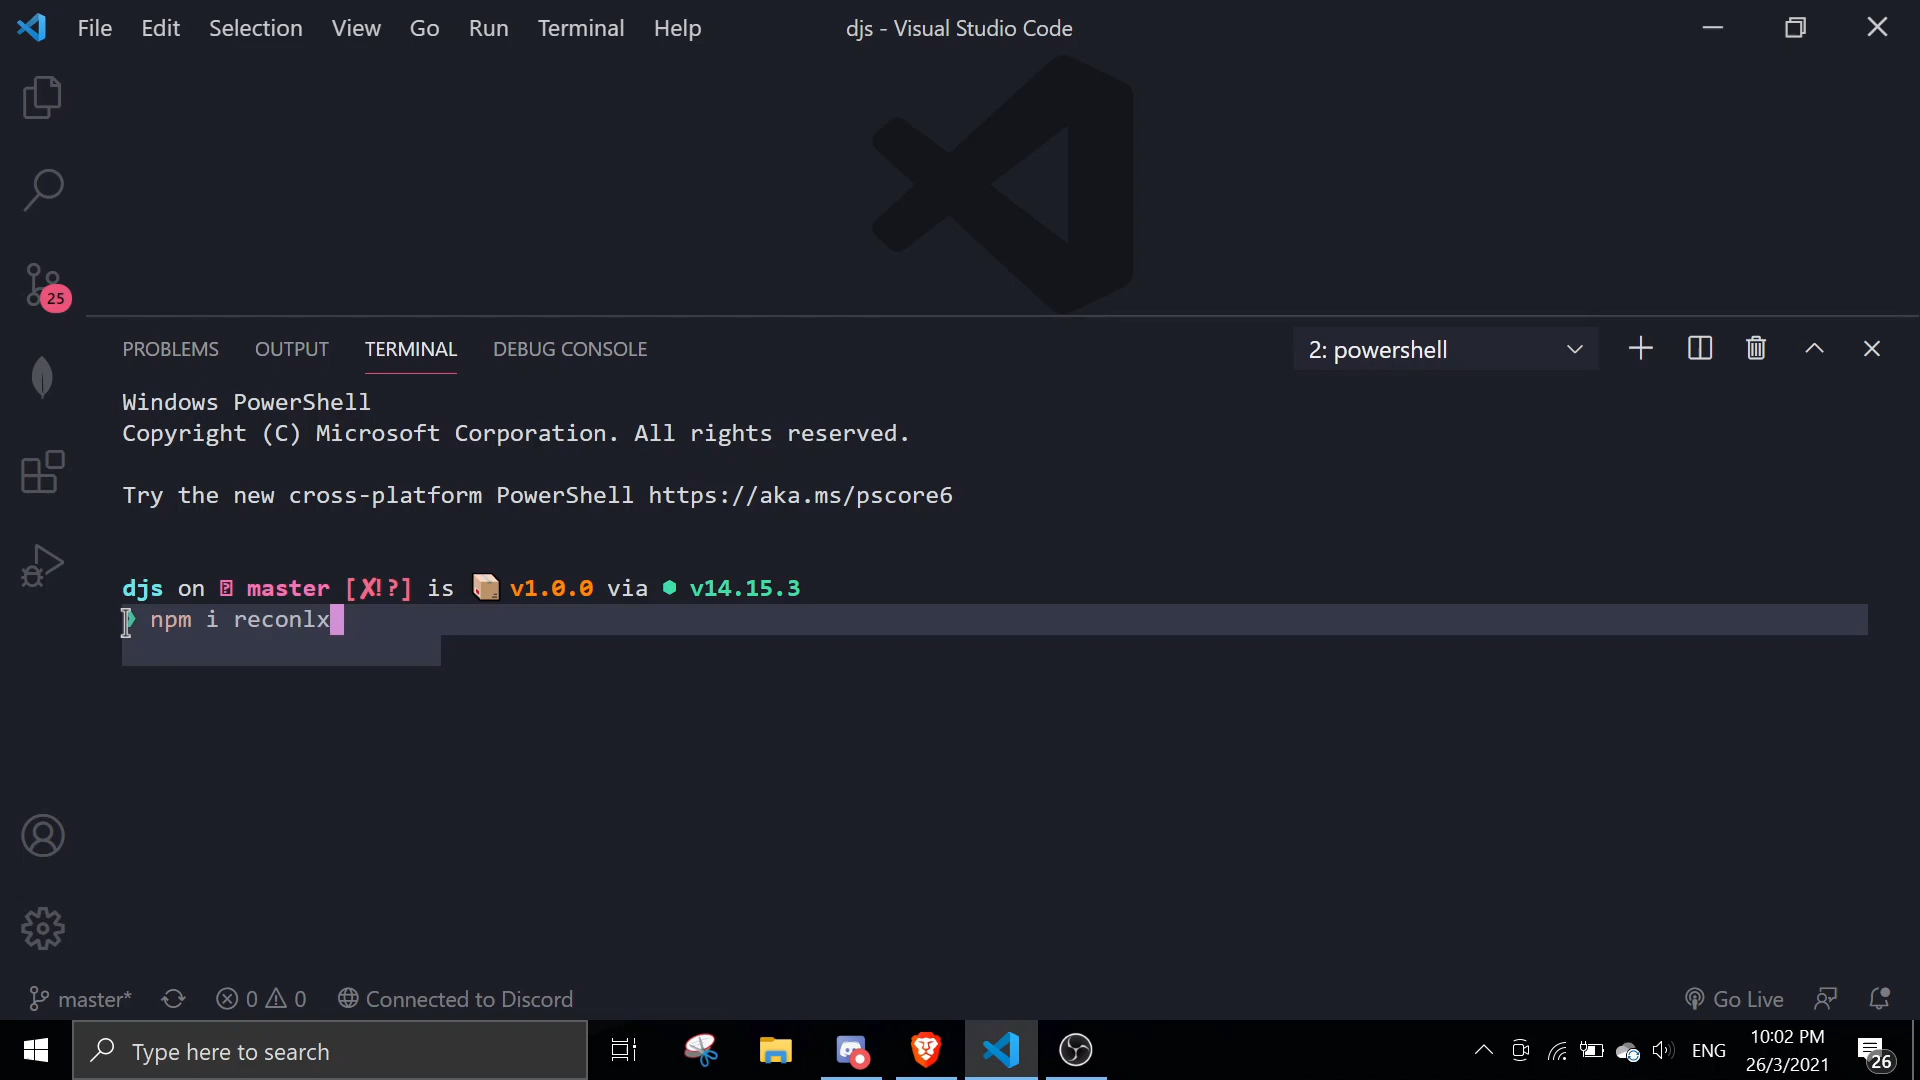 File Edit Selection View Go Run Terminal Help djs - Visual Studio Code
25
PROBLEMS OUTPUT TERMINAL DEBUG CONSOLE 2: powershell
Windows PowerShell
Copyright (C) Microsoft Corporation. All rights reserved.
Try the new cross-platform PowerShell https://aka.ms/pscore6
djs on master [✘!?] is 📦 v1.0.0 via ⬢ v14.15.3
❯ npm i reconlx
master* 0 0 Connected to Discord Go Live
Type here to search ENG 10:02 PM
26/3/2021
26